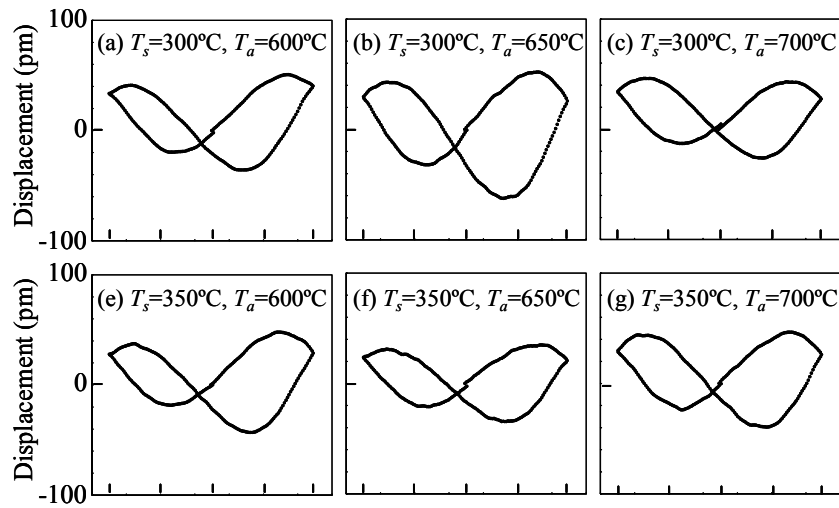 100
(a) Ts=300ºC, Ta=600ºC
(b) Ts=300ºC, Ta=650ºC
(c) Ts=300ºC, Ta=700ºC
Displacement (pm)
0
-100
100
(e) Ts=350ºC, Ta=600ºC
(f) Ts=350ºC, Ta=650ºC
(g) Ts=350ºC, Ta=700ºC
Displacement (pm)
0
-100